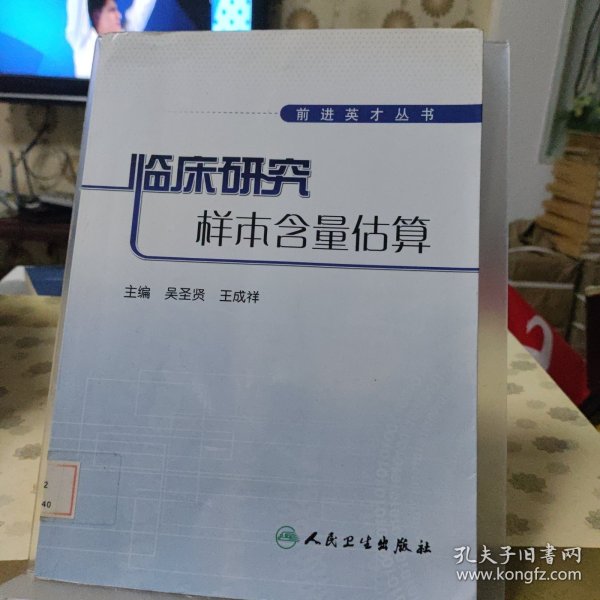 前进英才丛书
临床研究
样本含量估算
主编 吴圣贤 王成祥
2
40
人民卫生出版社
孔夫子旧书网
www.kongfz.com